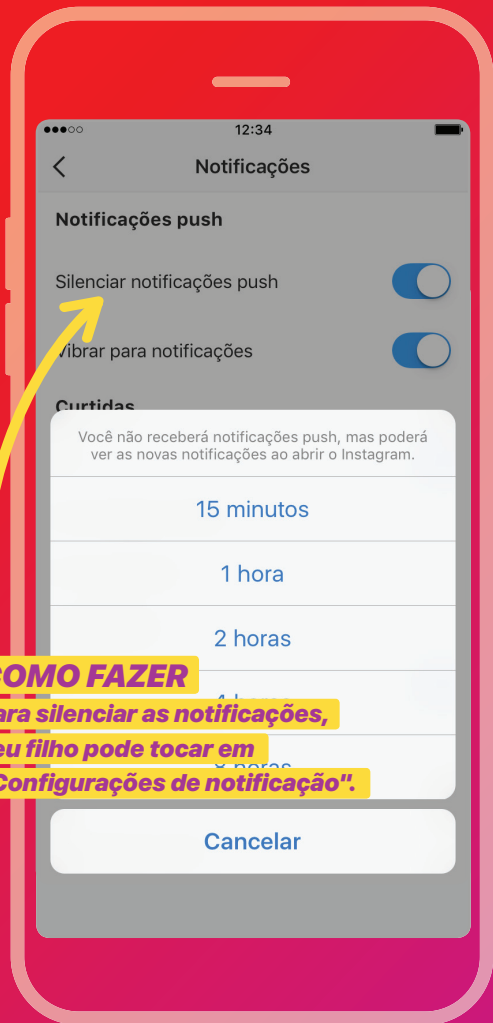 12:34
Notificações
Notificações push
Silenciar notificações push
Vibrar para notificações
Curtidas
Você não receberá notificações push, mas poderá
ver as novas notificações ao abrir o Instagram.
15 minutos
1 hora
2 horas
COMO FAZER
ara silenciar as notificações,
eu filho pode tocar em
Configurações de notificação".
Cancelar